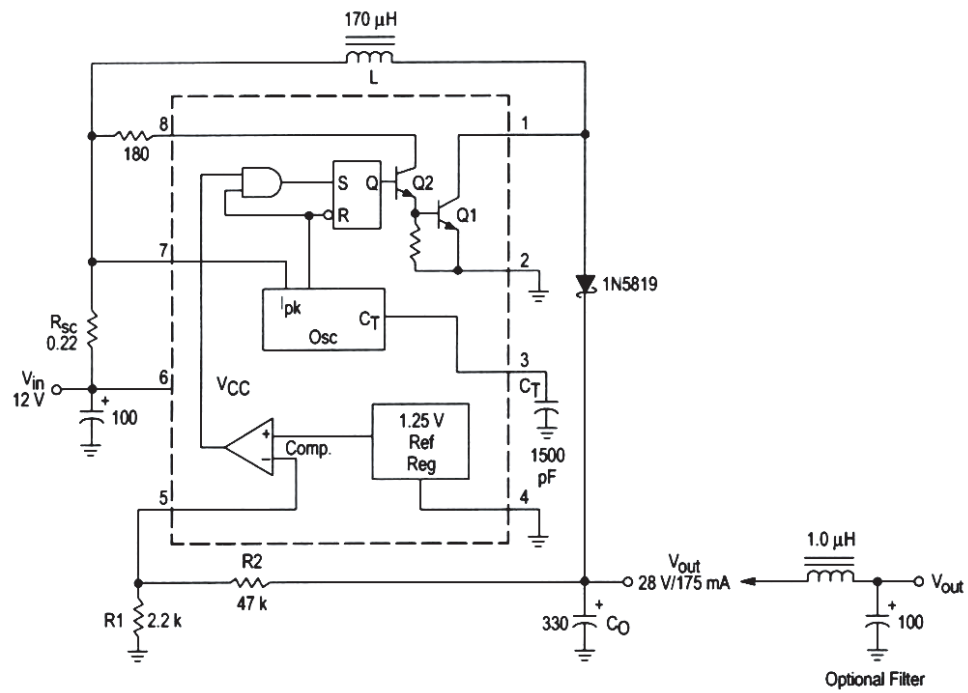 170 μH
L
8
1
180
S
Q
Q2
R
Q1
7
2
1N5819
Ipk
CT
Osc
RSC
0.22
3
CT
Vin
12 V
6
VCC
100
1.25 V
Ref
Reg
+
–
Comp.
1500
pF
5
4
R2
47 k
Vout
28 V/175 mA
1.0 μH
Vout
R1
2.2 k
330
+
CO
+
100
+
Optional Filter